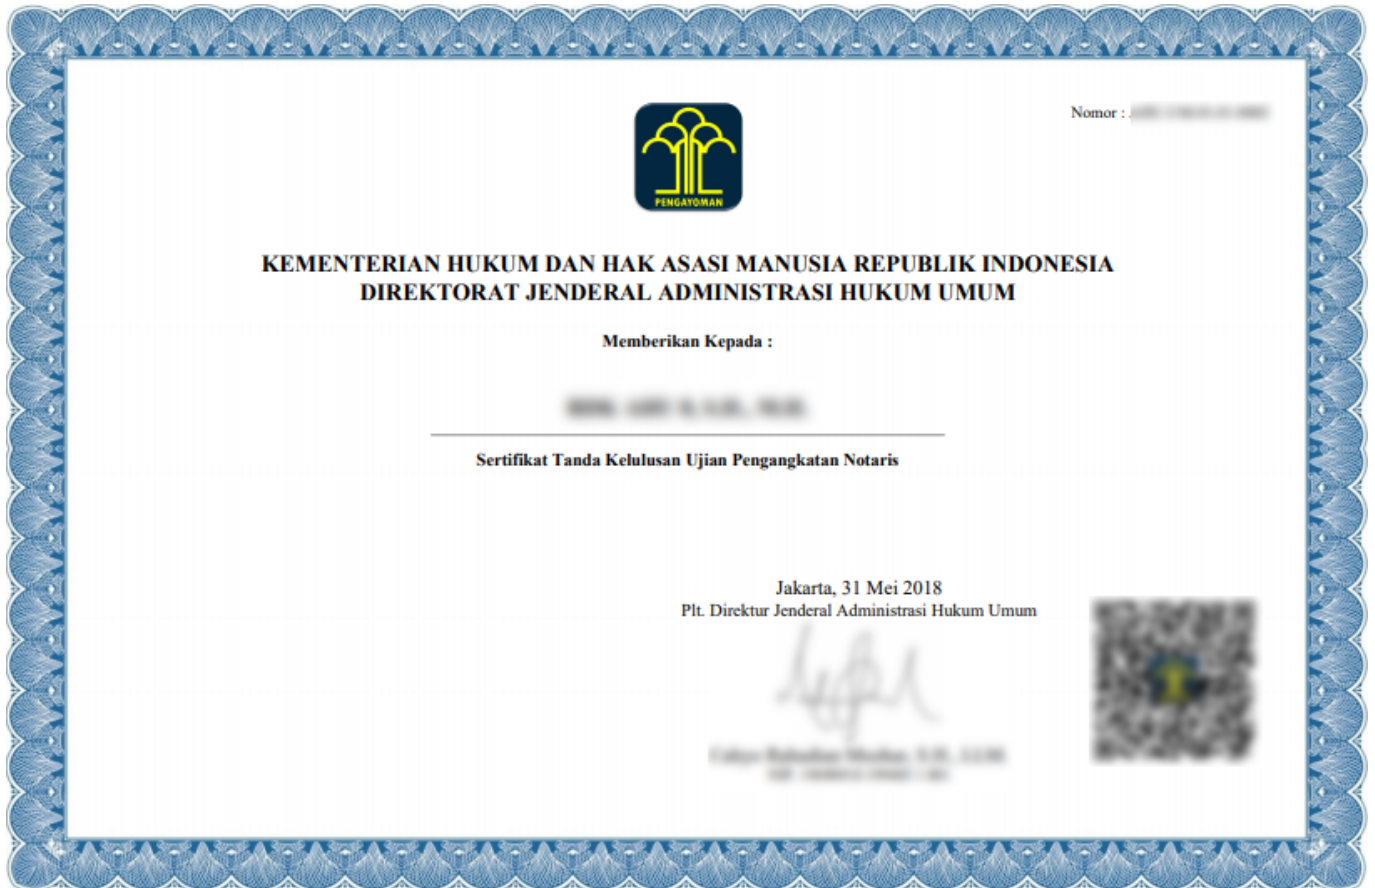 Nomor :
PENGAYOMAN
KEMENTERIAN HUKUM DAN HAK ASASI MANUSIA REPUBLIK INDONESIA
DIREKTORAT JENDERAL ADMINISTRASI HUKUM UMUM
Memberikan Kepada :
Sertifikat Tanda Kelulusan Ujian Pengangkatan Notaris
Jakarta, 31 Mei 2018
Plt. Direktur Jenderal Administrasi Hukum Umum